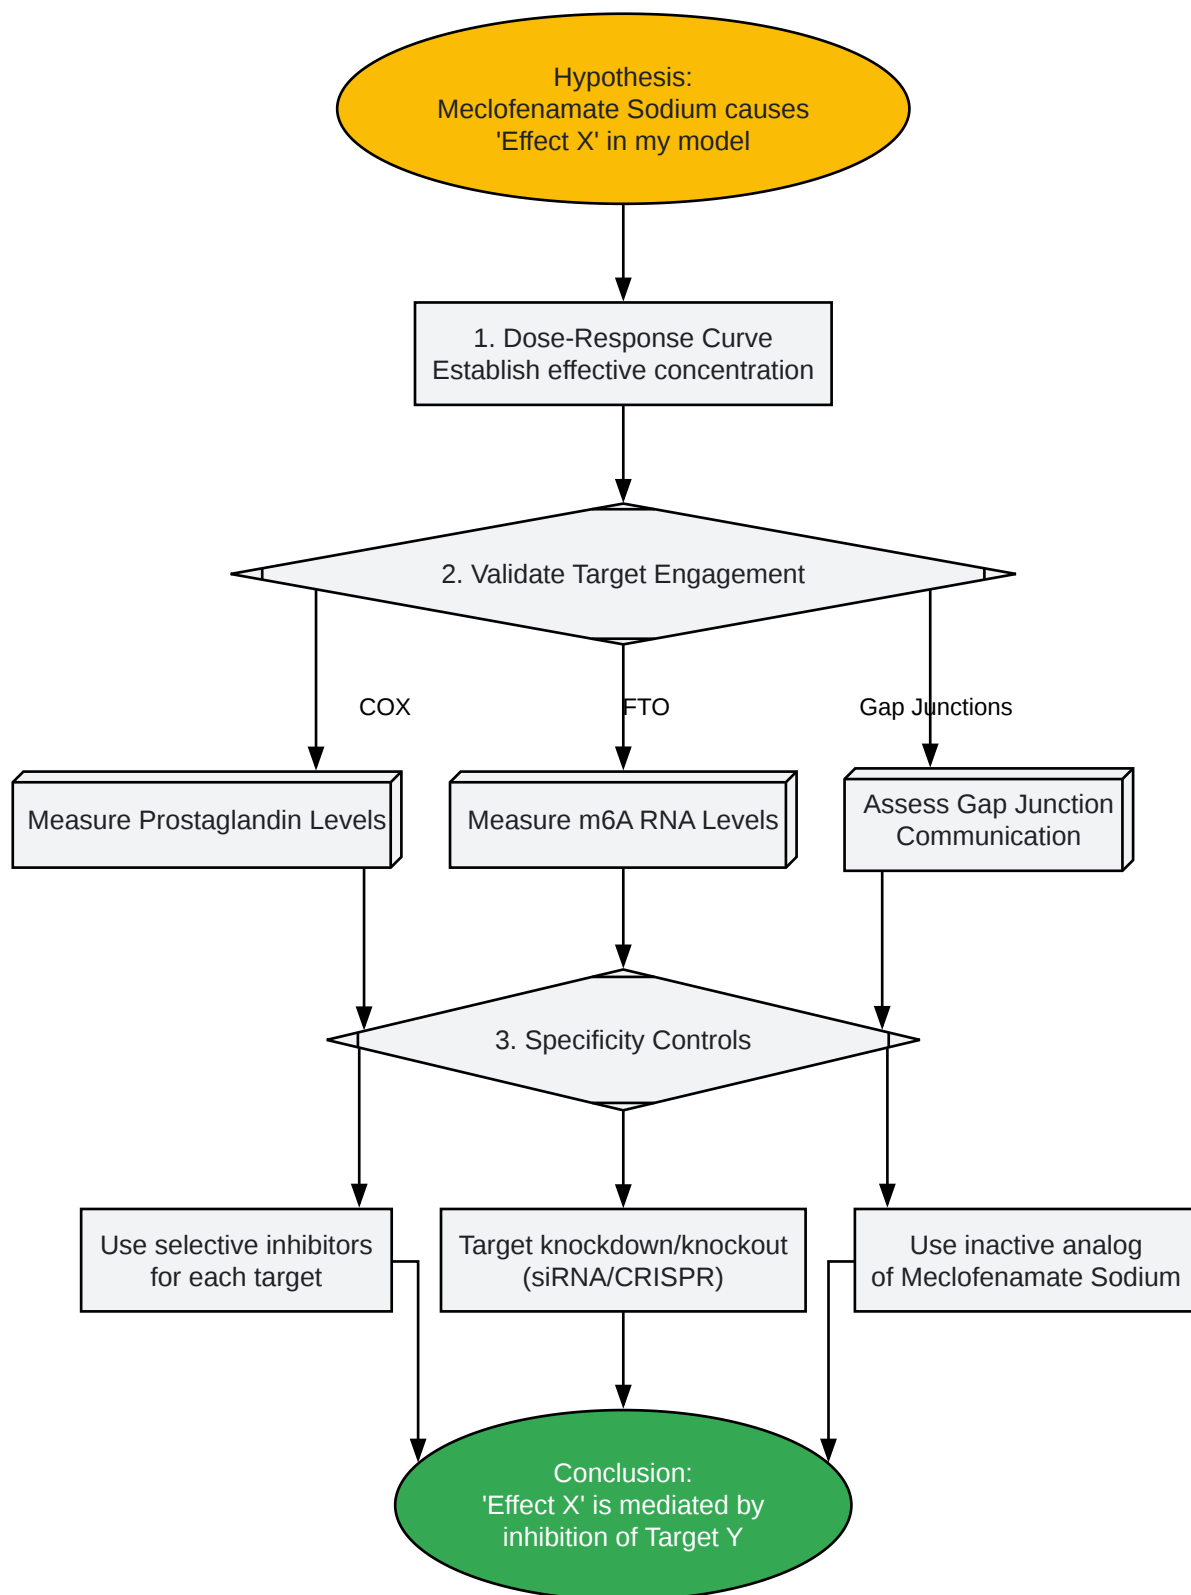 Hypothesis:
Meclofenamate Sodium causes
'Effect X' in my model
1. Dose-Response Curve
Establish effective concentration
2. Validate Target Engagement
COX
FTO
Gap Junctions
Measure Prostaglandin Levels
Measure m6A RNA Levels
Assess Gap Junction
Communication
3. Specificity Controls
Use selective inhibitors
for each target
Target knockdown/knockout
(siRNA/CRISPR)
Use inactive analog
of Meclofenamate Sodium
Conclusion:
'Effect X' is mediated by
inhibition of Target Y